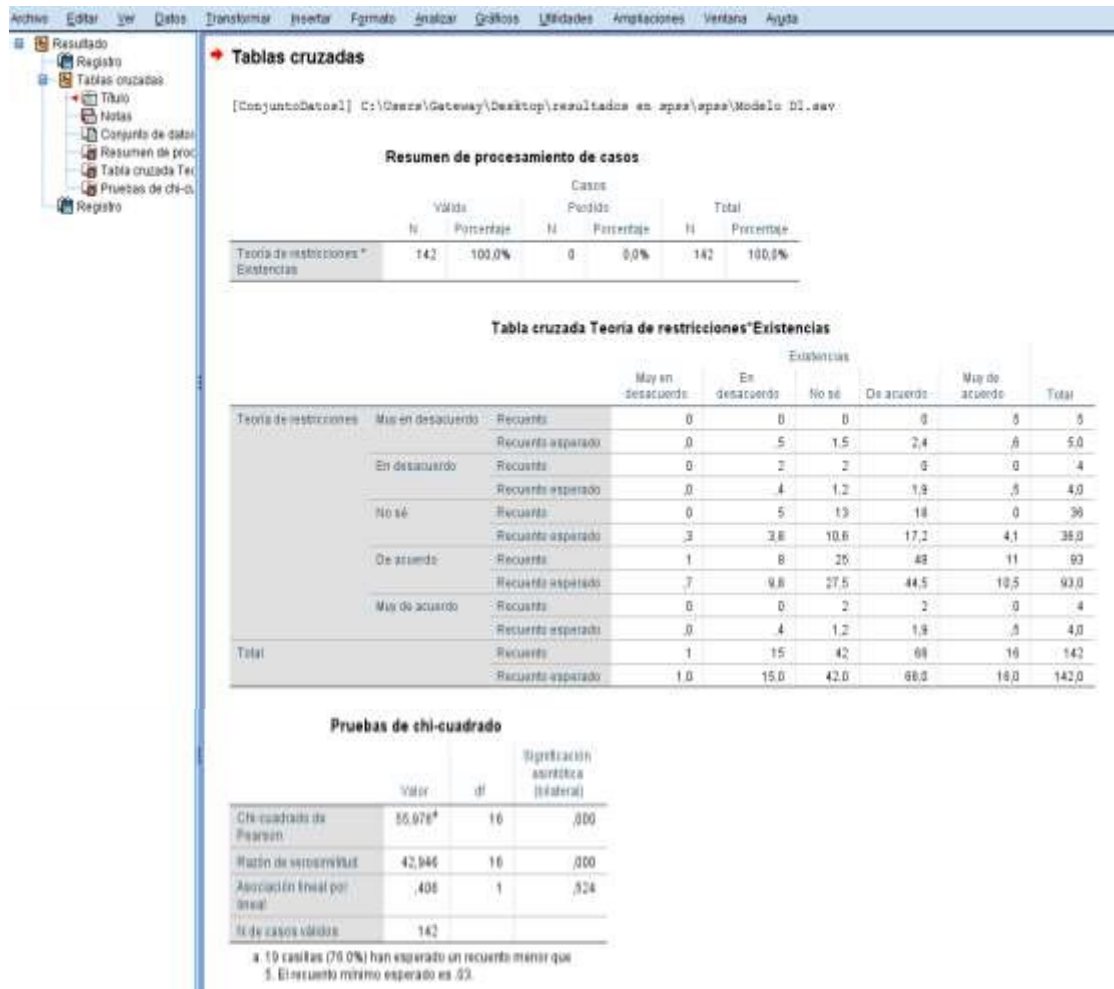 Archivo Editar Ver Datos Transformar Insertar Formato Analizar Gráficos Utilidades Ampliaciones Ventana Ayuda
Resultado
Registro
Tablas cruzadas
Título
Notas
Conjunto de datos
Resumen de proc
Tabla cruzada Teo
Pruebas de chi-cu
Registro
Tablas cruzadas
[ConjuntoDatos1] C:\Users\Gateway\Desktop\resultados en spss\spss\Modelo D1.sav
Resumen de procesamiento de casos
Casos
Válido Perdido Total
N Porcentaje N Porcentaje N Porcentaje
Teoría de restricciones * 142 100,0% 0 0,0% 142 100,0%
Existencias
Tabla cruzada Teoría de restricciones*Existencias
Existencias
Muy en desacuerdo En desacuerdo No sé De acuerdo Muy de acuerdo Total
Teoría de restricciones Muy en desacuerdo Recuento 0 0 0 0 5 5
Recuento esperado ,0 ,5 1,5 2,4 ,6 5,0
En desacuerdo Recuento 0 2 2 0 0 4
Recuento esperado ,0 ,4 1,2 1,9 ,5 4,0
No sé Recuento 0 5 13 18 0 36
Recuento esperado ,3 3,8 10,6 17,2 4,1 36,0
De acuerdo Recuento 1 8 25 48 11 93
Recuento esperado ,7 9,8 27,5 44,5 10,5 93,0
Muy de acuerdo Recuento 0 0 2 2 0 4
Recuento esperado ,0 ,4 1,2 1,9 ,5 4,0
Total Recuento 1 15 42 68 16 142
Recuento esperado 1,0 15,0 42,0 68,0 16,0 142,0
Pruebas de chi-cuadrado
Valor df Significación asintótica (bilateral)
Chi-cuadrado de Pearson 55,976ª 16 ,000
Razón de verosimilitud 42,946 16 ,000
Asociación lineal por lineal ,406 1 ,524
N de casos válidos 142
a. 19 casillas (76,0%) han esperado un recuento menor que
5. El recuento mínimo esperado es ,03.